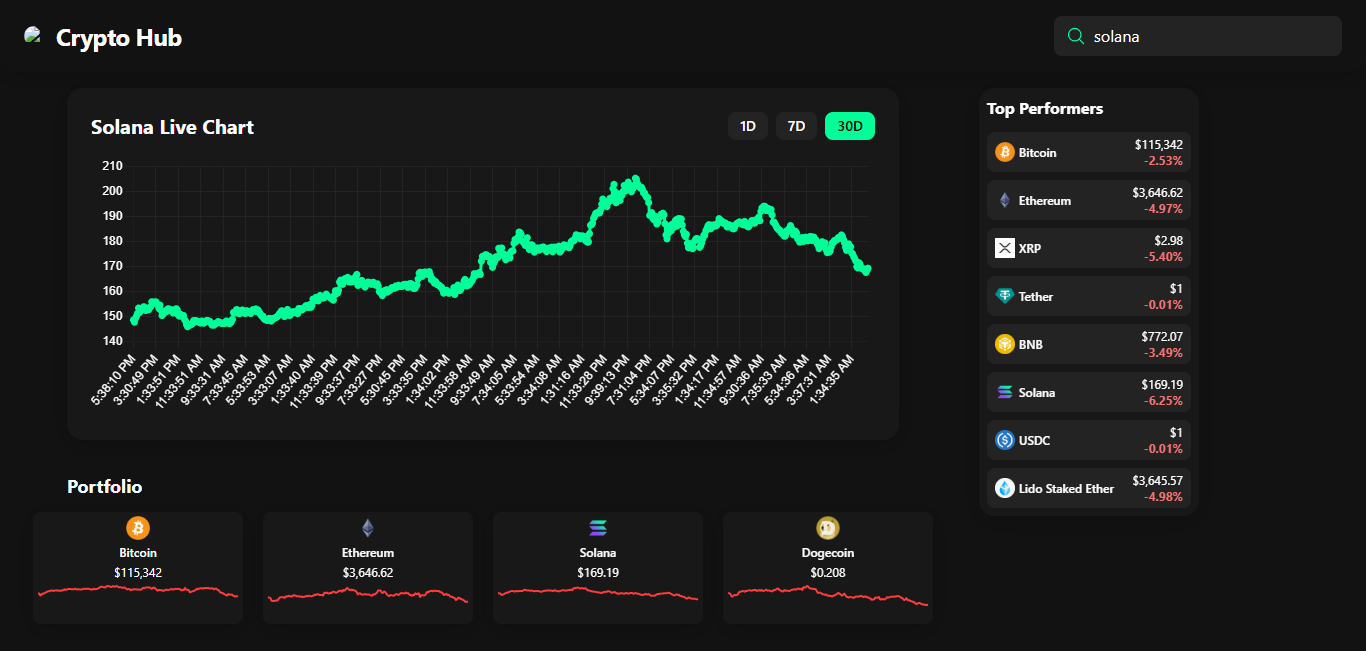 Crypto Hub
solana
Solana Live Chart
1D 7D 30D
210
200
190
180
170
160
150
140
5:38:10 PM
3:30:49 PM
1:33:51 PM
11:33:51 AM
9:33:31 AM
7:33:45 AM
5:33:53 AM
3:33:07 AM
1:33:40 AM
11:33:39 PM
9:33:37 PM
7:33:27 PM
5:30:45 PM
3:33:35 PM
1:34:02 PM
11:33:58 AM
9:33:49 AM
7:34:05 AM
5:33:54 AM
3:34:08 AM
1:31:16 AM
11:33:28 PM
9:39:13 PM
7:31:04 PM
5:34:07 PM
3:35:32 PM
1:34:17 PM
11:34:57 AM
9:30:36 AM
7:35:33 AM
5:34:36 AM
3:37:31 AM
1:34:35 AM
Top Performers
Bitcoin $115,342
-2.53%
Ethereum $3,646.62
-4.97%
XRP $2.98
-5.40%
Tether $1
-0.01%
BNB $772.07
-3.49%
Solana $169.19
-6.25%
USDC $1
-0.01%
Lido Staked Ether $3,645.57
-4.98%
Portfolio
Bitcoin
$115,342
Ethereum
$3,646.62
Solana
$169.19
Dogecoin
$0.208